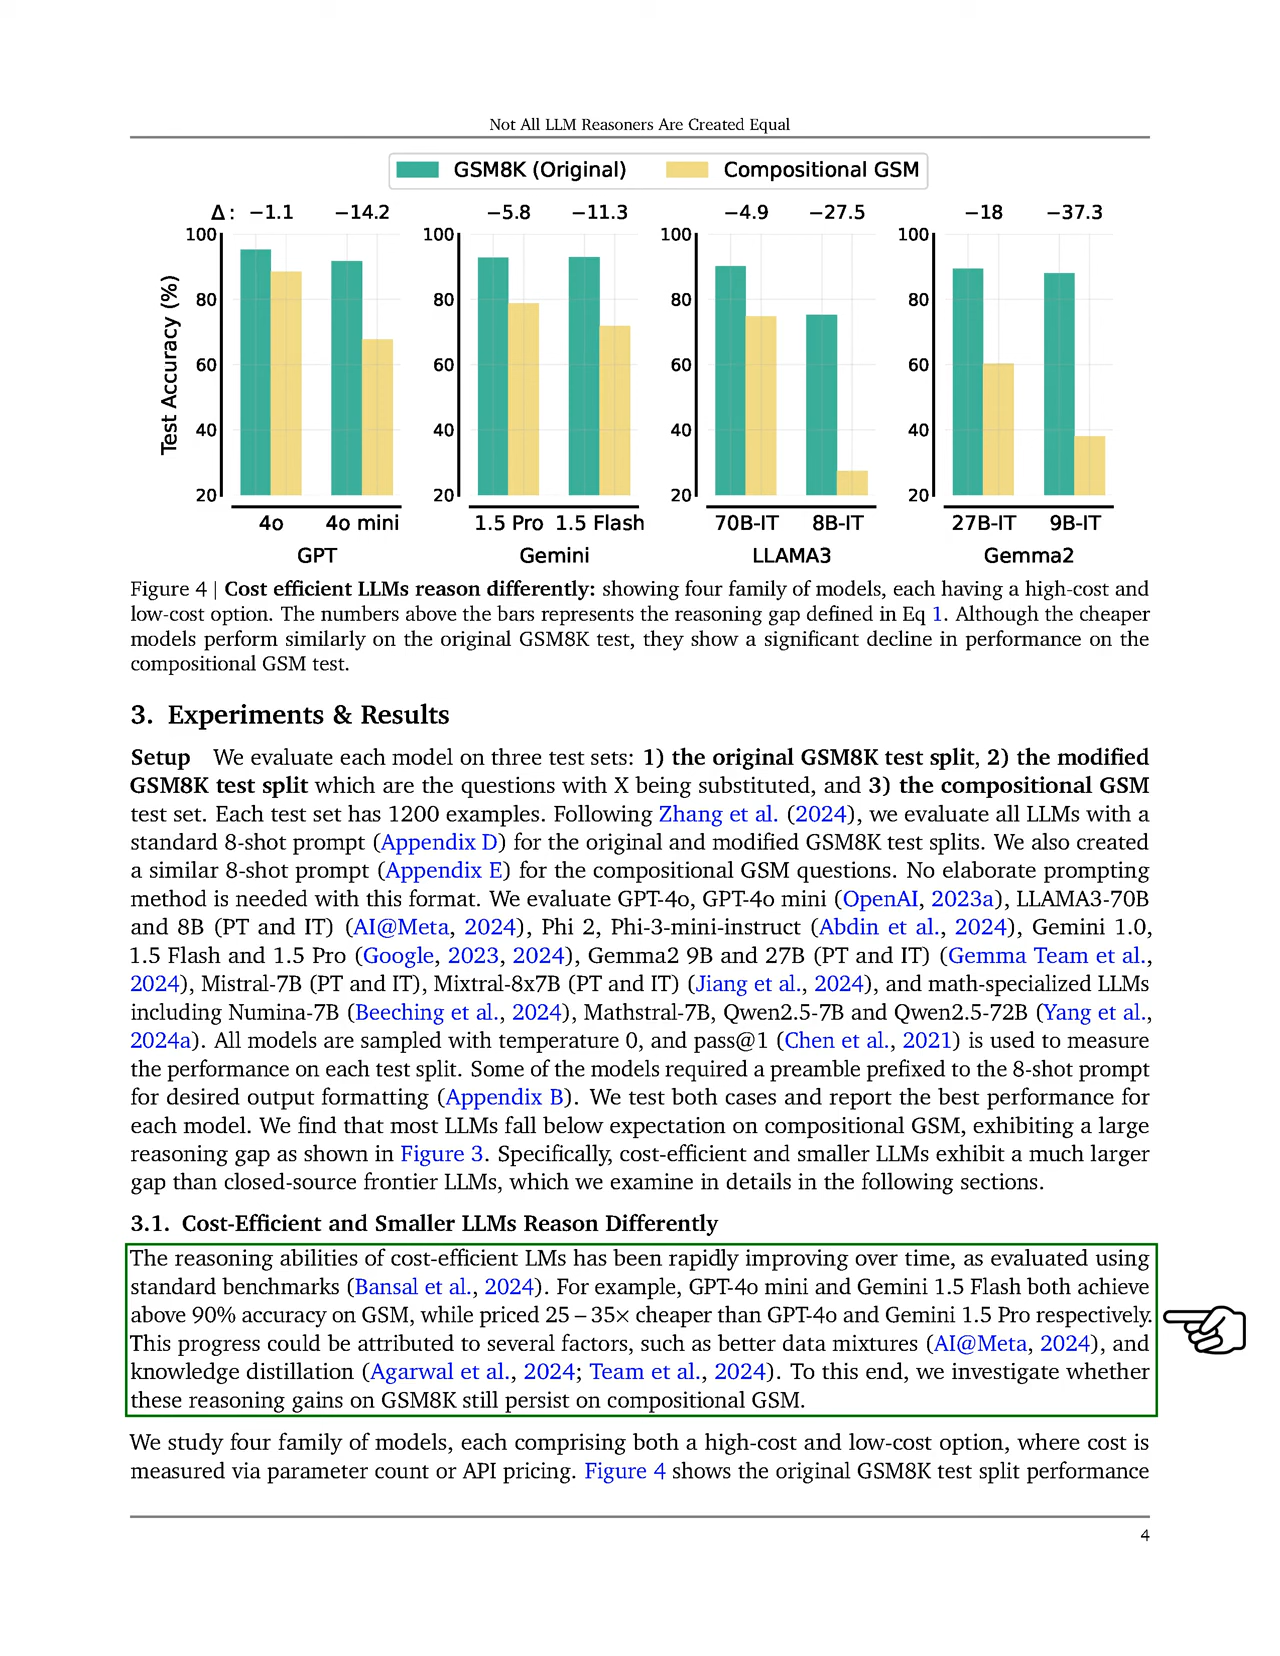 Not All LLM Reasoners Are Created Equal
GSM8K (Original) Compositional GSM
Δ : −1.1 −14.2 −5.8 −11.3 −4.9 −27.5 −18 −37.3
100 100 100 100
80 80 80 80
60 60 60 60
40 40 40 40
20 20 20 20
Test Accuracy (%)
4o 4o mini 1.5 Pro 1.5 Flash 70B-IT 8B-IT 27B-IT 9B-IT
GPT Gemini LLAMA3 Gemma2
Figure 4 | Cost efficient LLMs reason differently: showing four family of models, each having a high-cost and
low-cost option. The numbers above the bars represents the reasoning gap defined in Eq 1. Although the cheaper
models perform similarly on the original GSM8K test, they show a significant decline in performance on the
compositional GSM test.
3. Experiments & Results
Setup We evaluate each model on three test sets: 1) the original GSM8K test split, 2) the modified
GSM8K test split which are the questions with X being substituted, and 3) the compositional GSM
test set. Each test set has 1200 examples. Following Zhang et al. (2024), we evaluate all LLMs with a
standard 8-shot prompt (Appendix D) for the original and modified GSM8K test splits. We also created
a similar 8-shot prompt (Appendix E) for the compositional GSM questions. No elaborate prompting
method is needed with this format. We evaluate GPT-4o, GPT-4o mini (OpenAI, 2023a), LLAMA3-70B
and 8B (PT and IT) (AI@Meta, 2024), Phi 2, Phi-3-mini-instruct (Abdin et al., 2024), Gemini 1.0,
1.5 Flash and 1.5 Pro (Google, 2023, 2024), Gemma2 9B and 27B (PT and IT) (Gemma Team et al.,
2024), Mistral-7B (PT and IT), Mixtral-8x7B (PT and IT) (Jiang et al., 2024), and math-specialized LLMs
including Numina-7B (Beeching et al., 2024), Mathstral-7B, Qwen2.5-7B and Qwen2.5-72B (Yang et al.,
2024a). All models are sampled with temperature 0, and pass@1 (Chen et al., 2021) is used to measure
the performance on each test split. Some of the models required a preamble prefixed to the 8-shot prompt
for desired output formatting (Appendix B). We test both cases and report the best performance for
each model. We find that most LLMs fall below expectation on compositional GSM, exhibiting a large
reasoning gap as shown in Figure 3. Specifically, cost-efficient and smaller LLMs exhibit a much larger
gap than closed-source frontier LLMs, which we examine in details in the following sections.
3.1. Cost-Efficient and Smaller LLMs Reason Differently
The reasoning abilities of cost-efficient LMs has been rapidly improving over time, as evaluated using
standard benchmarks (Bansal et al., 2024). For example, GPT-4o mini and Gemini 1.5 Flash both achieve
above 90% accuracy on GSM, while priced 25 – 35× cheaper than GPT-4o and Gemini 1.5 Pro respectively.
This progress could be attributed to several factors, such as better data mixtures (AI@Meta, 2024), and
knowledge distillation (Agarwal et al., 2024; Team et al., 2024). To this end, we investigate whether
these reasoning gains on GSM8K still persist on compositional GSM.
We study four family of models, each comprising both a high-cost and low-cost option, where cost is
measured via parameter count or API pricing. Figure 4 shows the original GSM8K test split performance
4